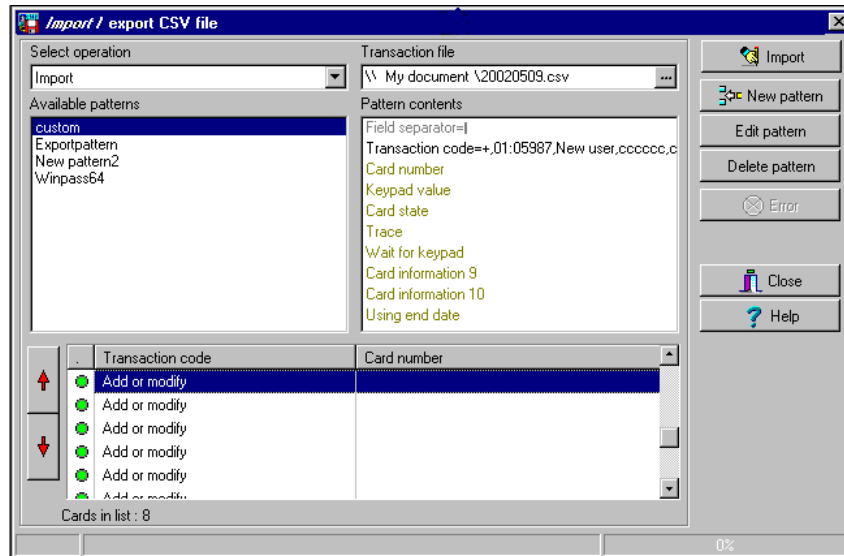 Import / export CSV file
Select operation
Import
Available patterns
custom
Exportpattern
New pattern2
Winpass64
Transaction file
\\ My document \20020509.csv
...
Pattern contents
Field separator=|
Transaction code=+,01:05987,New user,cccccc,c
Card number
Keypad value
Card state
Trace
Wait for keypad
Card information 9
Card information 10
Using end date
Import
New pattern
Edit pattern
Delete pattern
Error
Close
Help
. Transaction code Card number
Add or modify
Add or modify
Add or modify
Add or modify
Add or modify
Add or modify
Cards in list : 8
0%